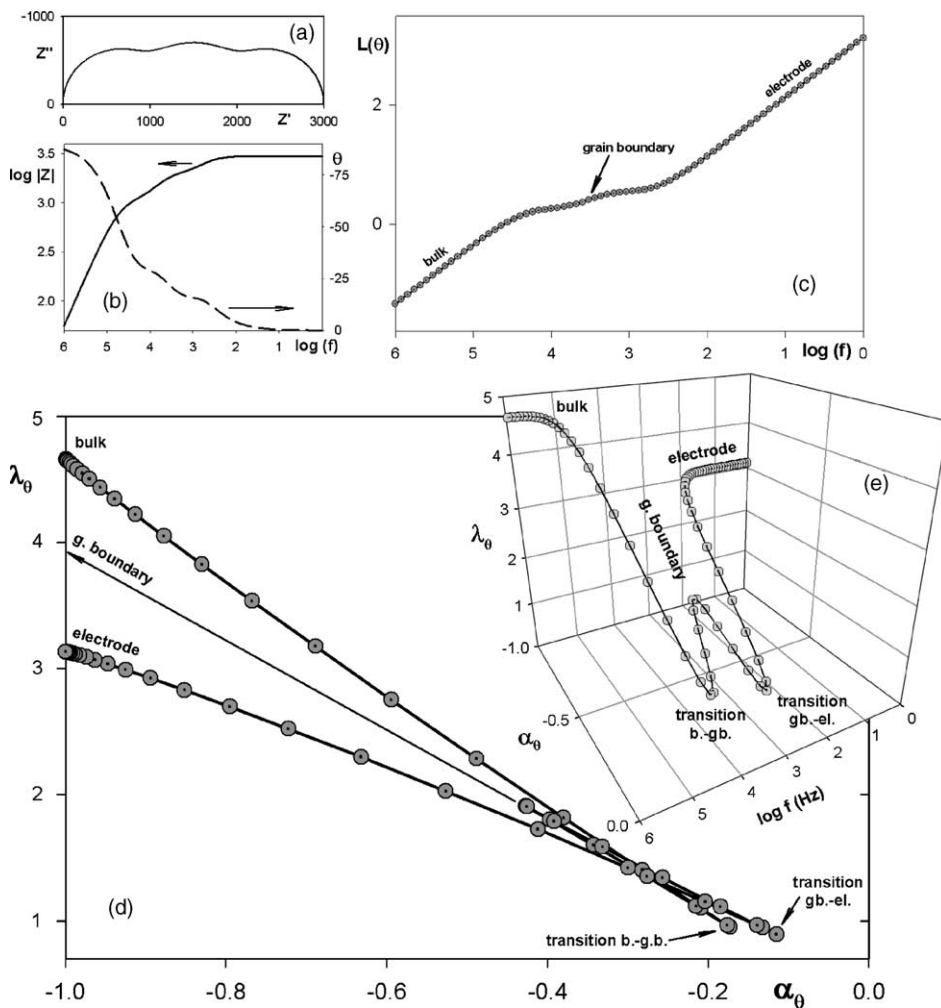 -1000
(a)
Z''
0
0 1000 2000 3000
Z'
3.5
log |Z|
3.0
2.5
2.0
θ
-75
-50
-25
0
(b)
6 5 4 3 2 1
log (f)
L(θ)
2
0
electrode
grain boundary
bulk
(c)
6 5 4 3 2 1 0
log (f)
5
λθ
4
3
2
1
bulk
g. boundary
electrode
(d)
transition b.-g.b.
transition
gb.-el.
-1.0 -0.8 -0.6 -0.4 -0.2 0.0
αθ
5
4
λθ
3
2
1
-1.0
bulk
electrode
(e)
g. boundary
transition
b.-gb.
transition
gb.-el.
-0.5
αθ
0.0
6 5 4 3 2 1 0
log f (Hz)